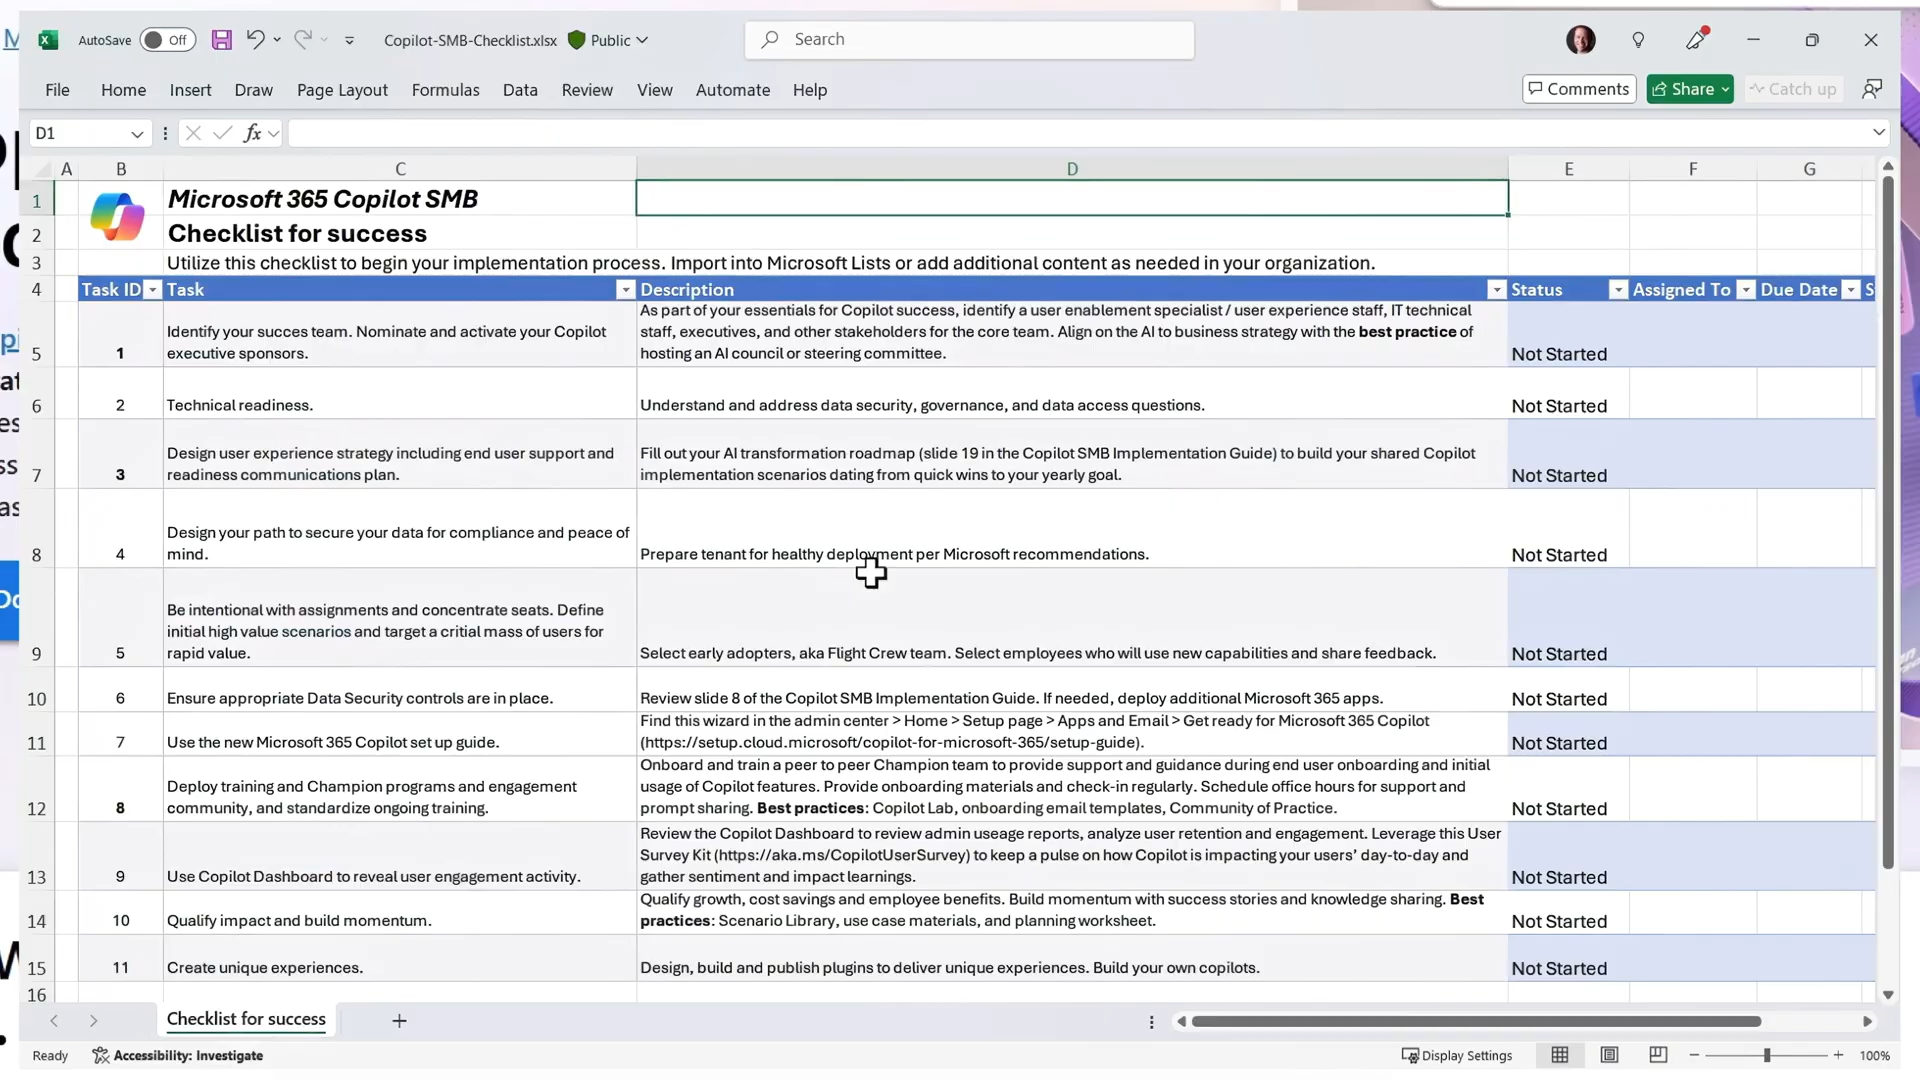 AutoSave Off Copilot-SMB-Checklist.xlsx Public Search
File Home Insert Draw Page Layout Formulas Data Review View Automate Help Comments Share Catch up
D1 fx
A B C D E F G
1 Microsoft 365 Copilot SMB
2 Checklist for success
3 Utilize this checklist to begin your implementation process. Import into Microsoft Lists or add additional content as needed in your organization.
4 Task ID Task Description Status Assigned To Due Date S
As part of your essentials for Copilot success, identify a user enablement specialist / user experience staff, IT technical
Identify your succes team. Nominate and activate your Copilot staff, executives, and other stakeholders for the core team. Align on the AI to business strategy with the best practice of
5 1 executive sponsors. hosting an AI council or steering committee. Not Started
6 2 Technical readiness. Understand and address data security, governance, and data access questions. Not Started
Design user experience strategy including end user support and Fill out your AI transformation roadmap (slide 19 in the Copilot SMB Implementation Guide) to build your shared Copilot
7 3 readiness communications plan. implementation scenarios dating from quick wins to your yearly goal. Not Started
Design your path to secure your data for compliance and peace of
8 4 mind. Prepare tenant for healthy deployment per Microsoft recommendations. Not Started
Be intentional with assignments and concentrate seats. Define
initial high value scenarios and target a critial mass of users for
9 5 rapid value. Select early adopters, aka Flight Crew team. Select employees who will use new capabilities and share feedback. Not Started
10 6 Ensure appropriate Data Security controls are in place. Review slide 8 of the Copilot SMB Implementation Guide. If needed, deploy additional Microsoft 365 apps. Not Started
Find this wizard in the admin center > Home > Setup page > Apps and Email > Get ready for Microsoft 365 Copilot
11 7 Use the new Microsoft 365 Copilot set up guide. (https://setup.cloud.microsoft/copilot-for-microsoft-365/setup-guide). Not Started
Onboard and train a peer to peer Champion team to provide support and guidance during end user onboarding and initial
Deploy training and Champion programs and engagement usage of Copilot features. Provide onboarding materials and check-in regularly. Schedule office hours for support and
12 8 community, and standardize ongoing training. prompt sharing. Best practices: Copilot Lab, onboarding email templates, Community of Practice. Not Started
Review the Copilot Dashboard to review admin useage reports, analyze user retention and engagement. Leverage this User
Survey Kit (https://aka.ms/CopilotUserSurvey) to keep a pulse on how Copilot is impacting your users' day-to-day and
13 9 Use Copilot Dashboard to reveal user engagement activity. gather sentiment and impact learnings. Not Started
Qualify growth, cost savings and employee benefits. Build momentum with success stories and knowledge sharing. Best
14 10 Qualify impact and build momentum. practices: Scenario Library, use case materials, and planning worksheet. Not Started
15 11 Create unique experiences. Design, build and publish plugins to deliver unique experiences. Build your own copilots. Not Started
16
Checklist for success
Ready Accessibility: Investigate Display Settings 100%